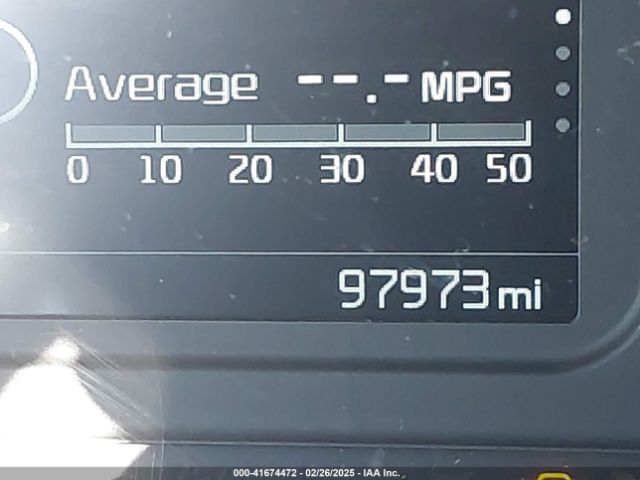 Average --.- MPG
0 10 20 30 40 50
97973 mi
000-41674472 - 02/26/2025 - IAA Inc.